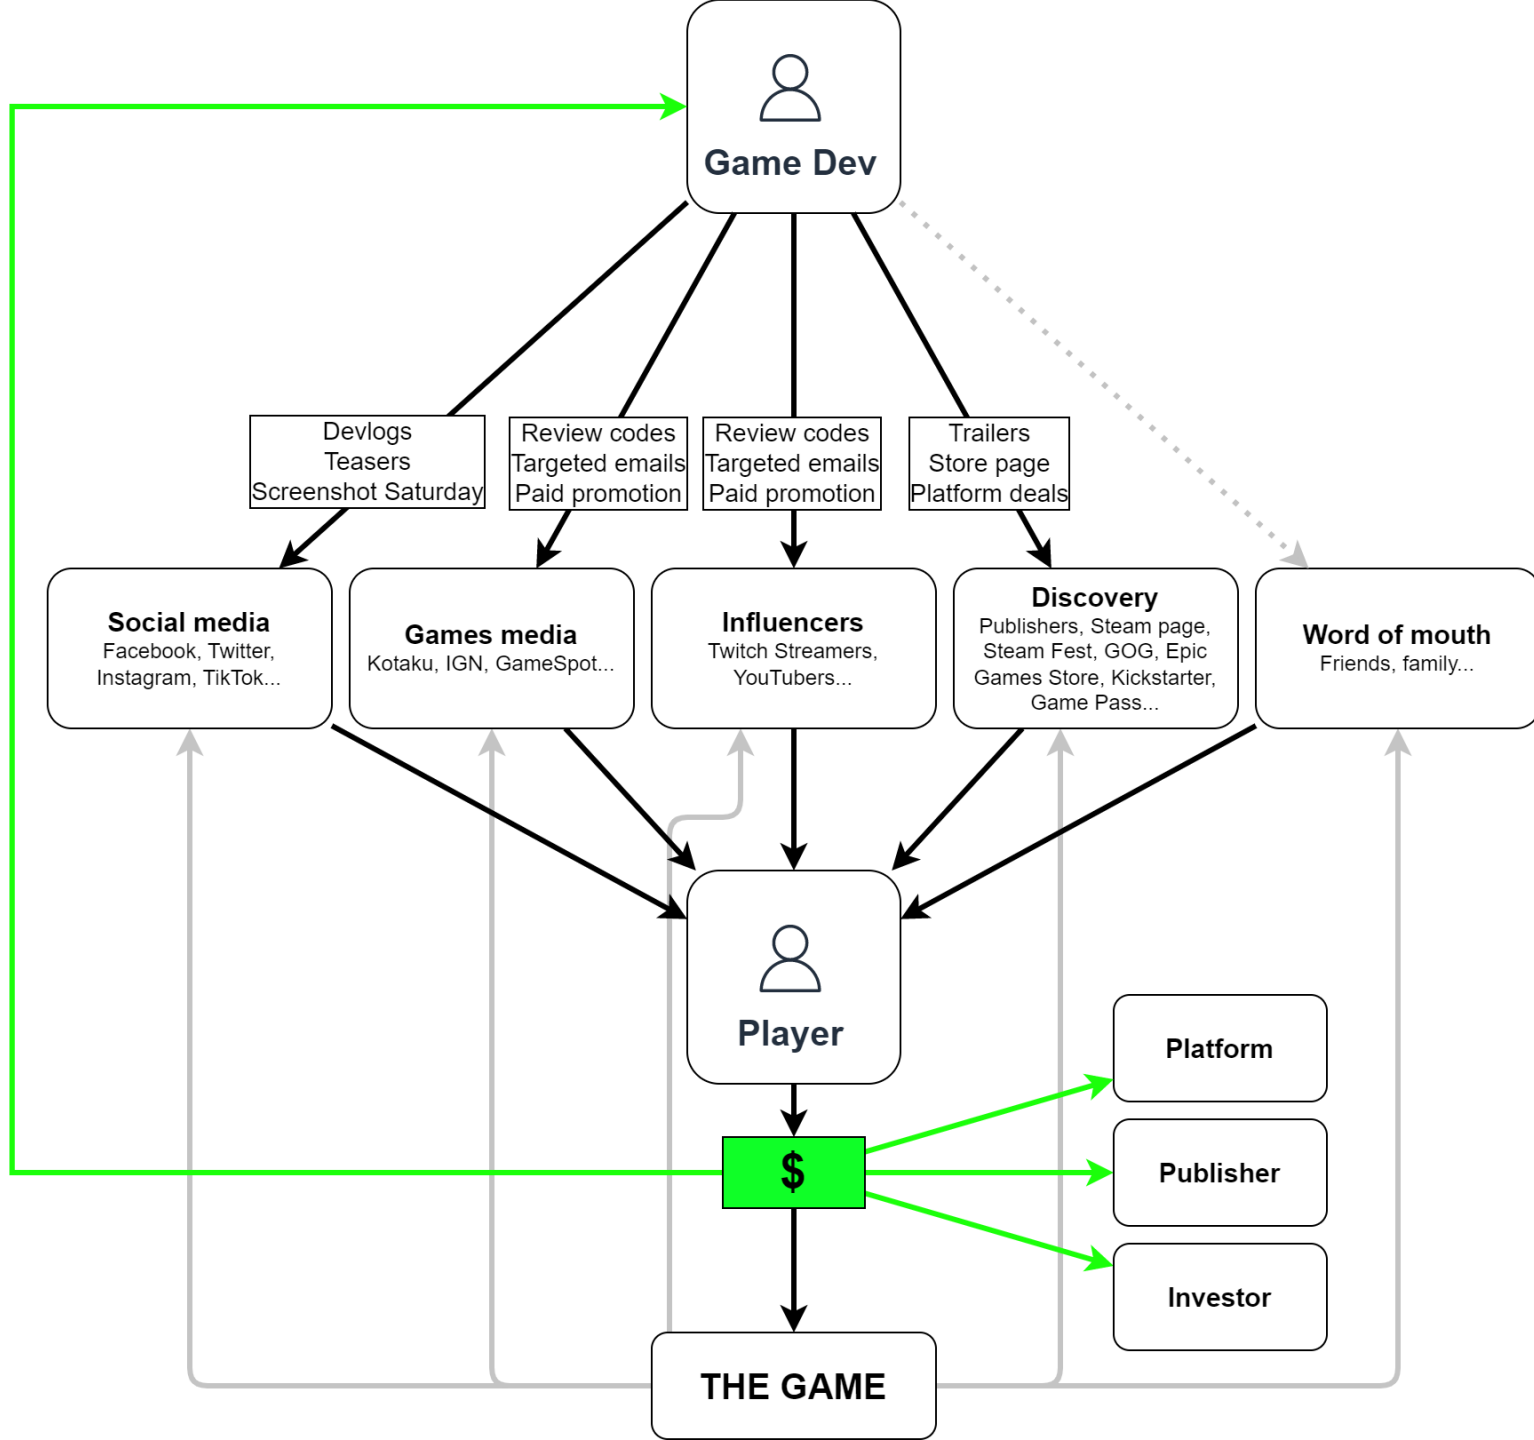 Game Dev
Devlogs
Teasers
Screenshot Saturday
Review codes
Targeted emails
Paid promotion
Review codes
Targeted emails
Paid promotion
Trailers
Store page
Platform deals
Social media
Facebook, Twitter,
Instagram, TikTok...
Games media
Kotaku, IGN, GameSpot...
Influencers
Twitch Streamers,
YouTubers...
Discovery
Publishers, Steam page,
Steam Fest, GOG, Epic
Games Store, Kickstarter,
Game Pass...
Word of mouth
Friends, family...
Player
Platform
$
Publisher
Investor
THE GAME